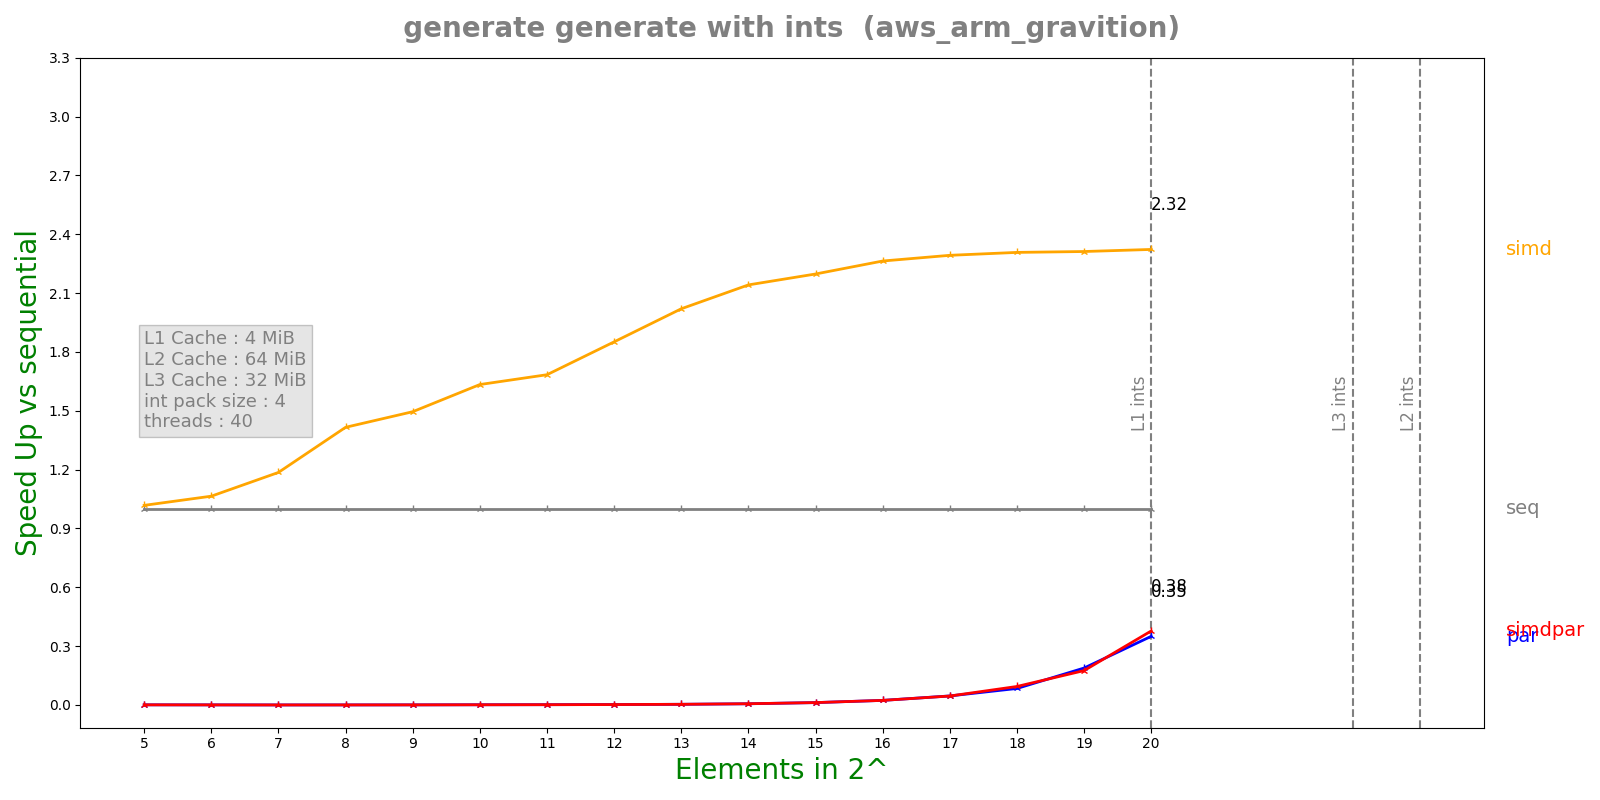 generate generate with ints (aws_arm_gravition)
Speed Up vs sequential
3.3
3.0
2.7
2.4
2.1
1.8
1.5
1.2
0.9
0.6
0.3
0.0
L1 Cache : 4 MiB
L2 Cache : 64 MiB
L3 Cache : 32 MiB
int pack size : 4
threads : 40
2.32
0.38
0.35
L1 ints
L3 ints
L2 ints
simd
seq
simdpar
par
5 6 7 8 9 10 11 12 13 14 15 16 17 18 19 20
Elements in 2^